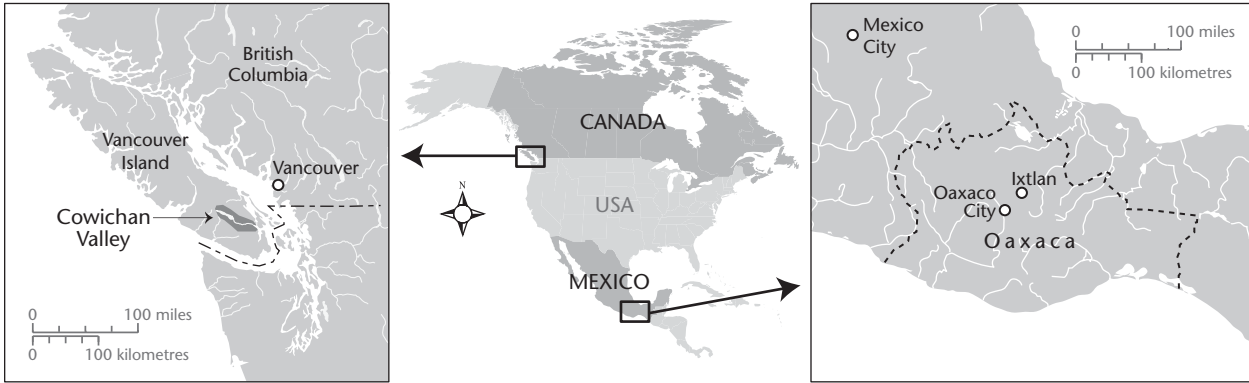 British
Columbia
Vancouver
Island
Vancouver
Cowichan
Valley
0 100 miles
0 100 kilometres
CANADA
N
USA
MEXICO
Mexico
City
0 100 miles
0 100 kilometres
Ixtlan
Oaxaco
City
Oaxaca